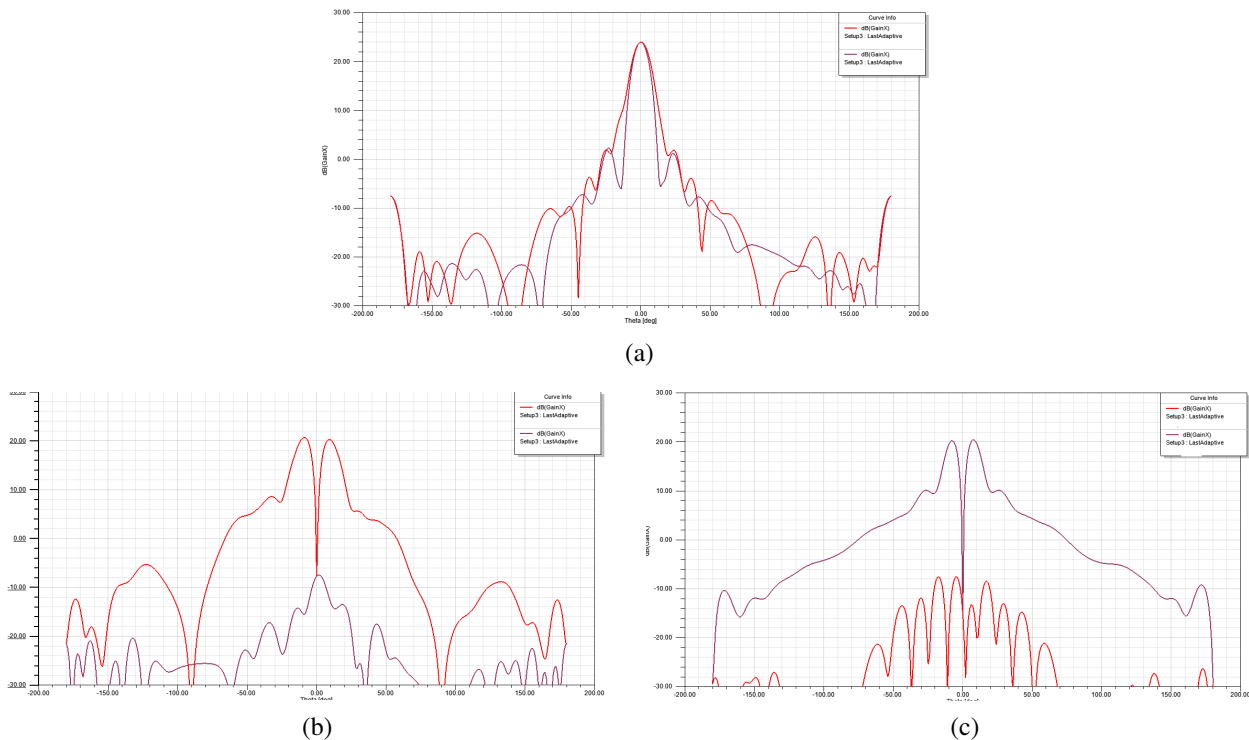 30.00
20.00
10.00
0.00
-10.00
-20.00
-30.00
dB(GainX)
-200.00 -150.00 -100.00 -50.00 0.00 50.00 100.00 150.00 200.00
Theta [deg]
Curve Info
dB(GainX)
Setup3 : LastAdaptive
dB(GainX)
Setup3 : LastAdaptive
(a)
20.00
10.00
0.00
-10.00
-20.00
-30.00
-200.00 -150.00 -100.00 -50.00 0.00 50.00 100.00 150.00 200.00
Curve Info
dB(GainX)
Setup3 : LastAdaptive
dB(GainX)
Setup3 : LastAdaptive
(b)
30.00
20.00
10.00
0.00
-10.00
-20.00
-30.00
dB(GainX)
-200.00 -150.00 -100.00 -50.00 0.00 50.00 100.00 150.00 200.00
Curve Info
dB(GainX)
Setup3 : LastAdaptive
dB(GainX)
Setup3 : LastAdaptive
(c)